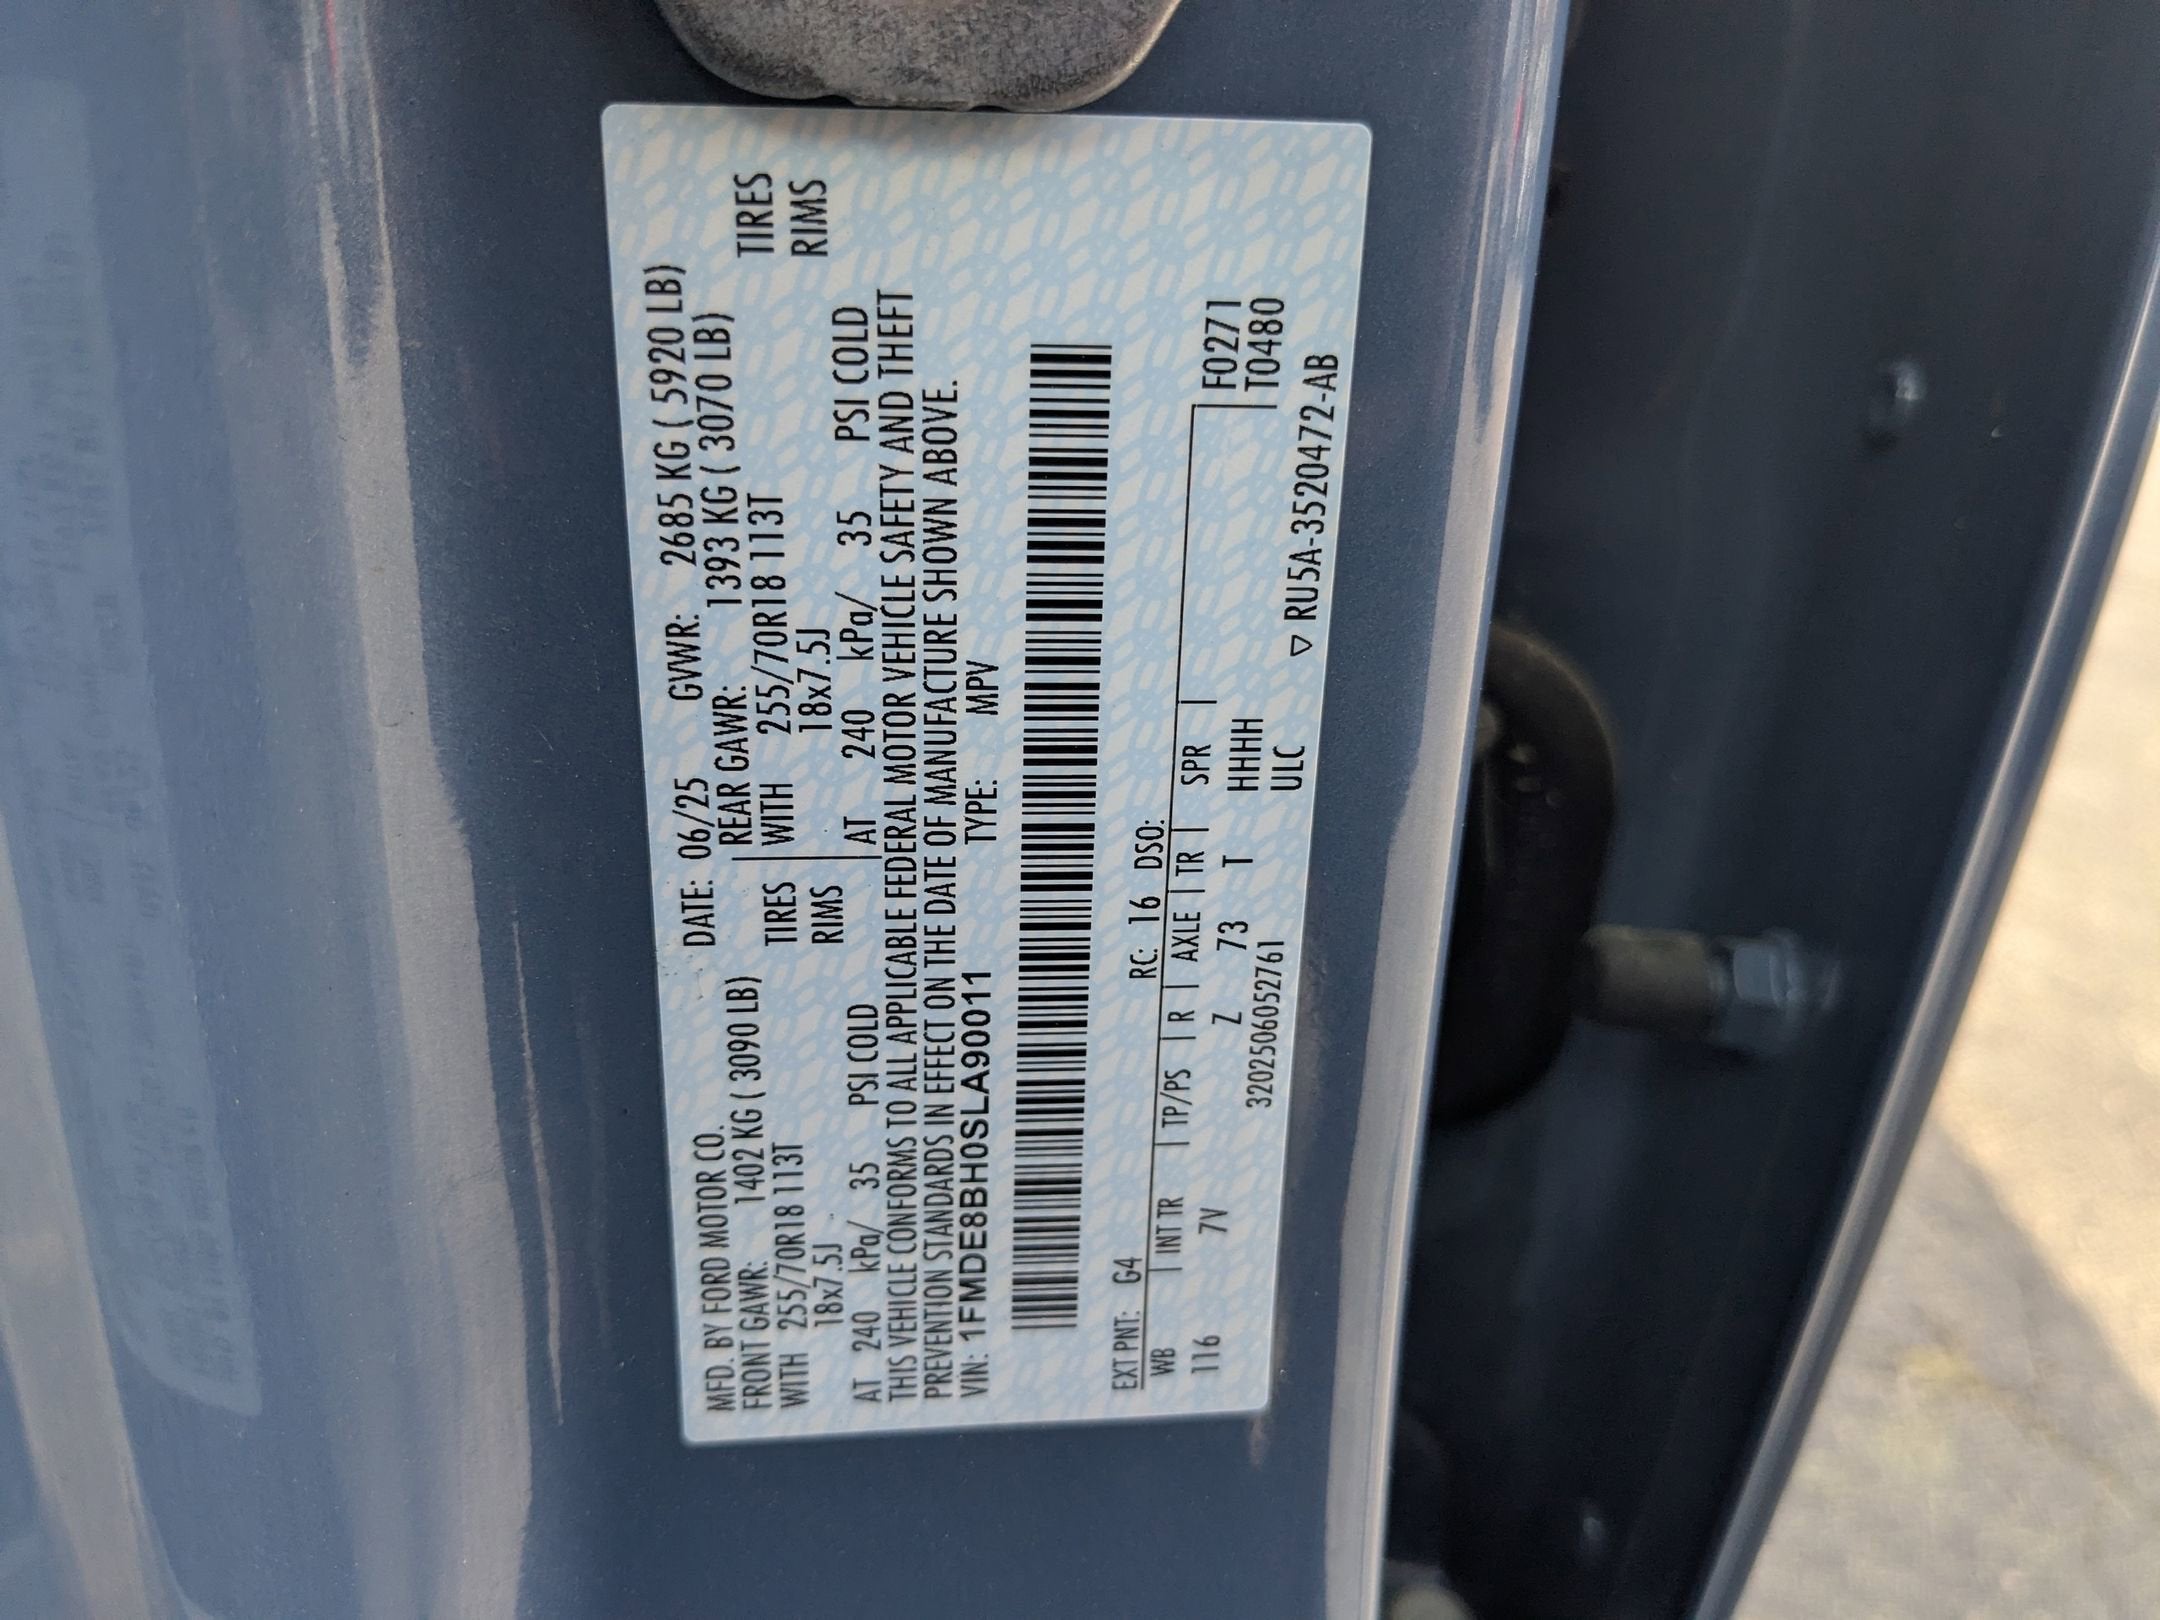 MFD. BY FORD MOTOR CO. DATE: 06/25 GVWR: 2685 KG ( 5920 LB)
FRONT GAWR: 1402 KG ( 3090 LB) REAR GAWR: 1393 KG ( 3070 LB)
WITH 255/70R18 113T TIRES WITH 255/70R18 113T TIRES
18x7.5J RIMS 18x7.5J RIMS
AT 240 kPa/ 35 PSI COLD AT 240 kPa/ 35 PSI COLD
THIS VEHICLE CONFORMS TO ALL APPLICABLE FEDERAL MOTOR VEHICLE SAFETY AND THEFT
PREVENTION STANDARDS IN EFFECT ON THE DATE OF MANUFACTURE SHOWN ABOVE.
VIN: 1FMDE8BH0SLA90011 TYPE: MPV
EXT PNT: G4 RC: 16 DSO:
WB | INT TR | TP/PS | R | AXLE | TR | SPR | F0271
116 7V Z 73 T HHHH T0480
3202506052761 ULC ▽ RU5A-3520472-AB